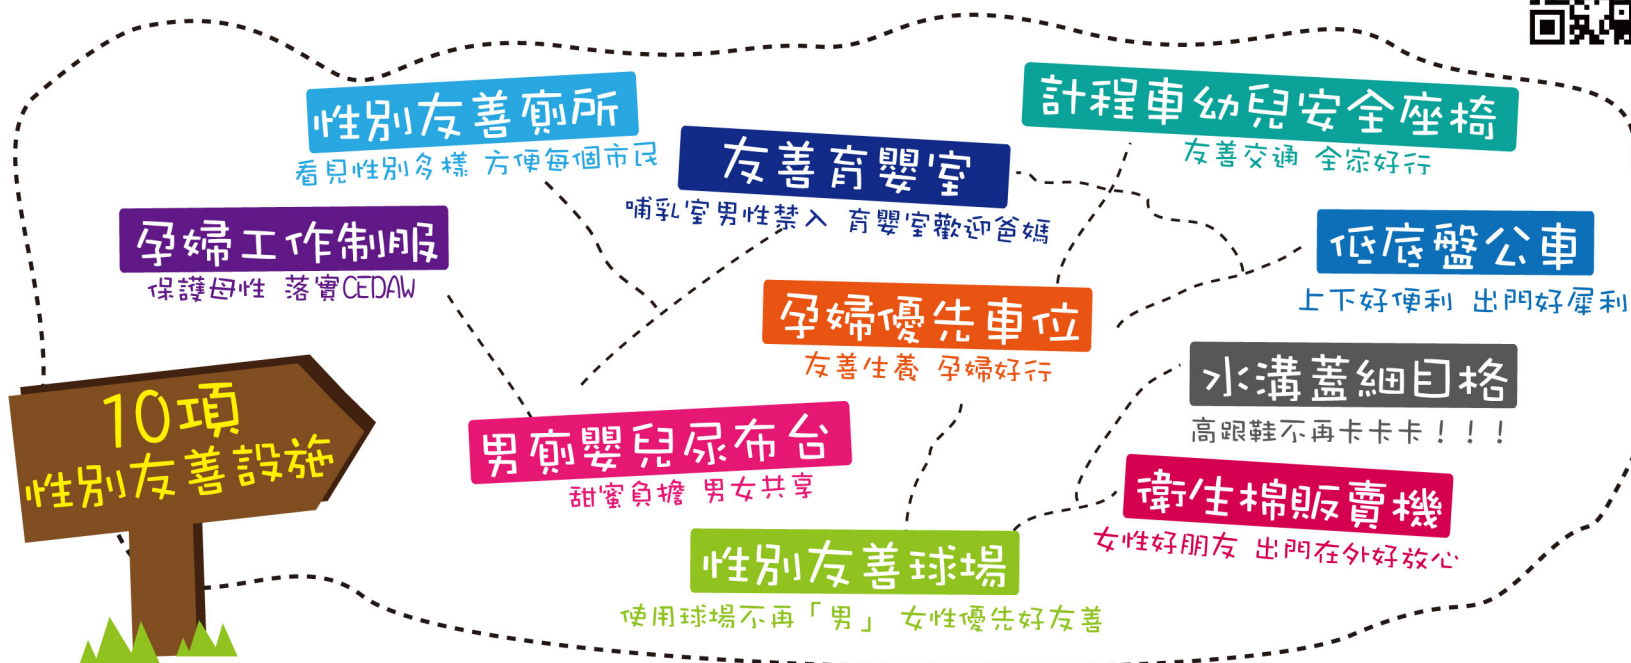 10項
性別友善設施
性別友善廁所
看見性別多樣 方便每個市民
友善育嬰室
哺乳室男性禁入 育嬰室歡迎爸媽
計程車幼兒安全座椅
友善交通 全家好行
孕婦工作制服
保護母性 落實CEDAW
孕婦優先車位
友善生養 孕婦好行
低底盤公車
上下好便利 出門好犀利
男廁嬰兒尿布台
甜蜜負擔 男女共享
水溝蓋細目格
高跟鞋不再卡卡卡！！！
衛生棉販賣機
女性好朋友 出門在外好放心
性別友善球場
使用球場不再「男」 女性優先好友善